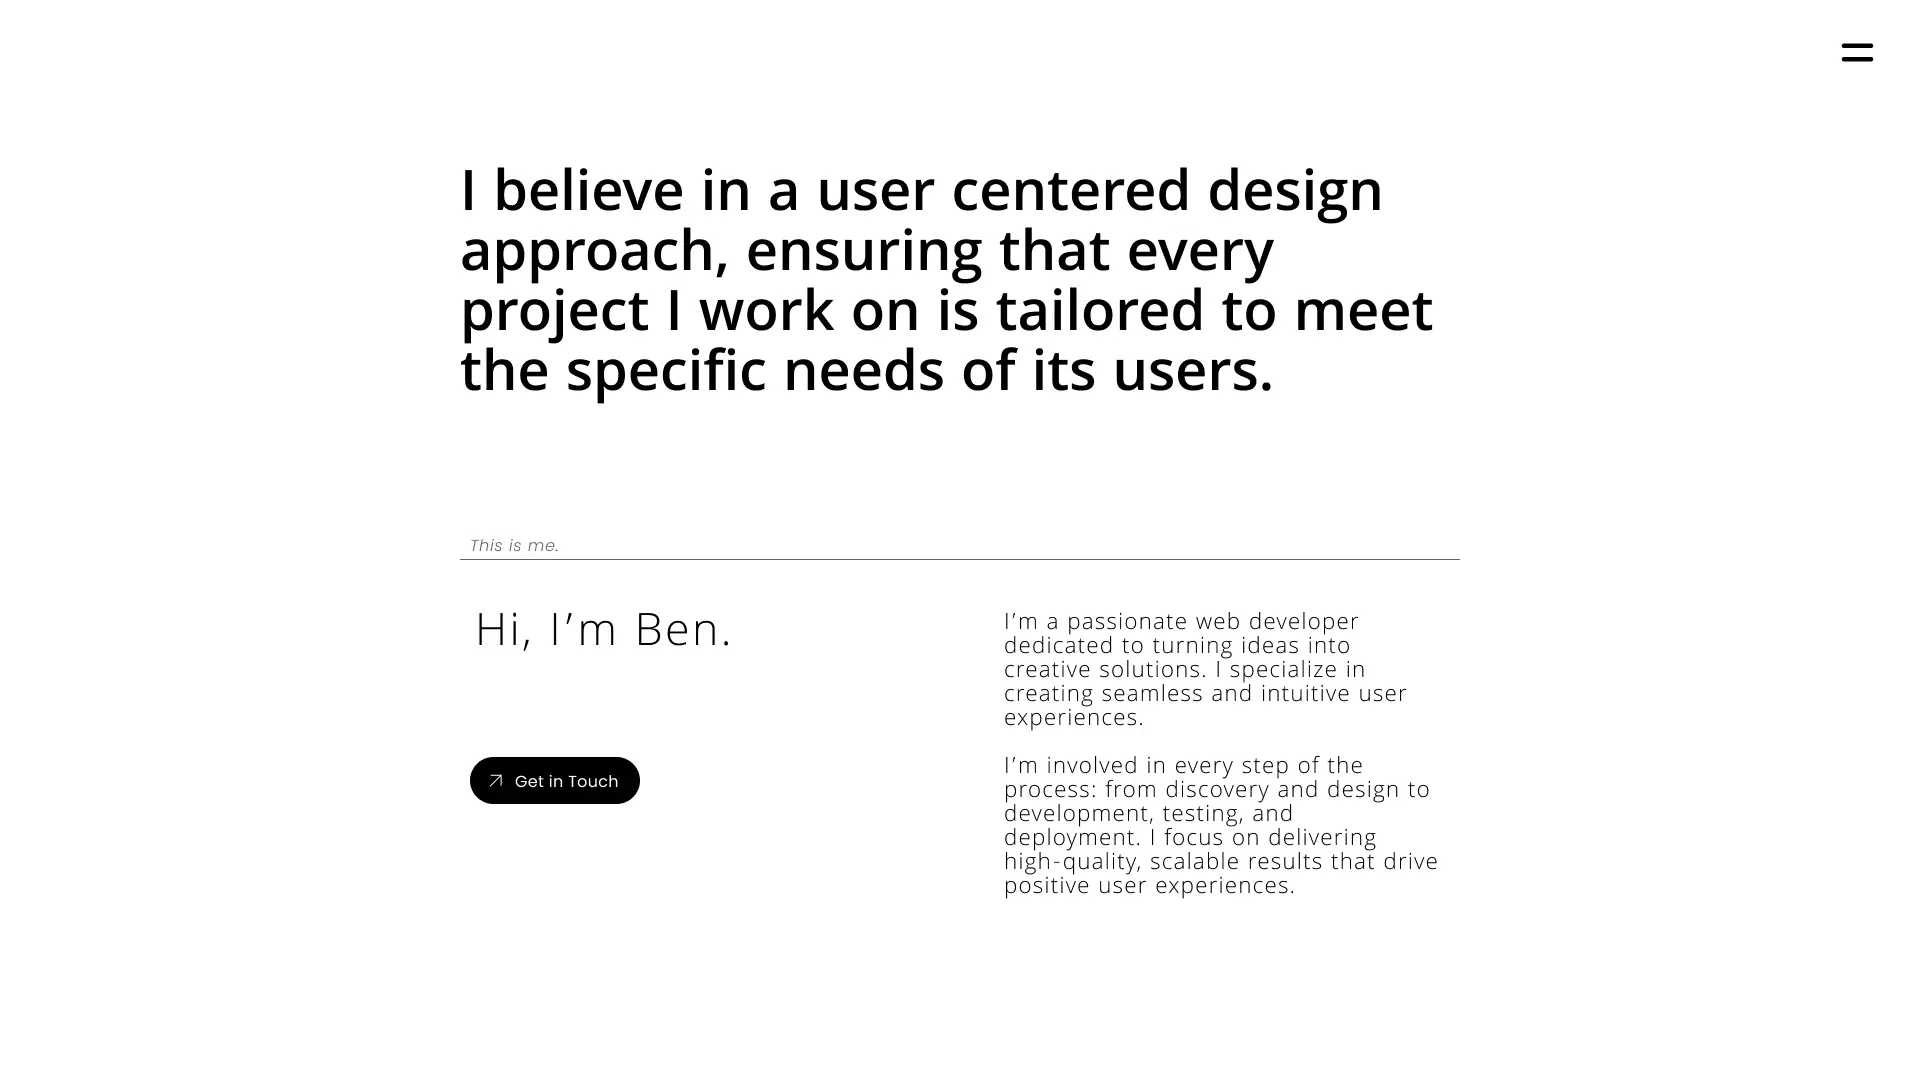 I believe in a user centered design
approach, ensuring that every
project I work on is tailored to meet
the specific needs of its users.
This is me.
Hi, I’m Ben.
Get in Touch
I’m a passionate web developer
dedicated to turning ideas into
creative solutions. I specialize in
creating seamless and intuitive user
experiences.
I’m involved in every step of the
process: from discovery and design to
development, testing, and
deployment. I focus on delivering
high-quality, scalable results that drive
positive user experiences.